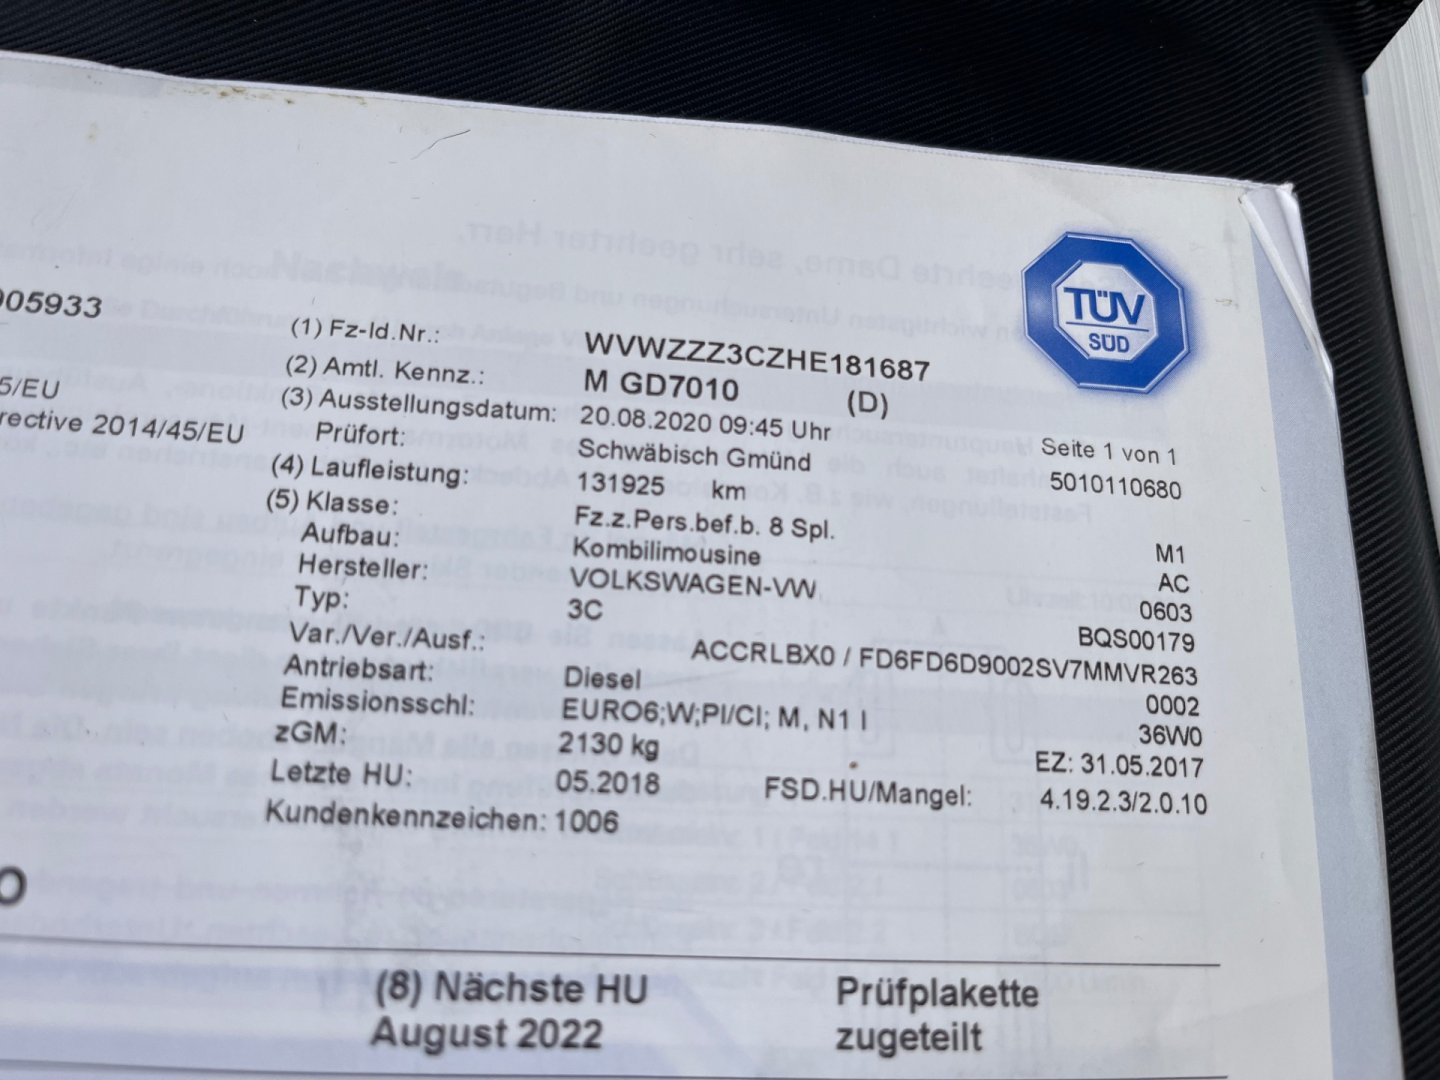 TÜV
SÜD
005933
5/EU
rective 2014/45/EU
(1) Fz-Id.Nr.: WVWZZZ3CZHE181687
(2) Amtl. Kennz.: M GD7010 (D)
(3) Ausstellungsdatum: 20.08.2020 09:45 Uhr Seite 1 von 1
Prüfort: Schwäbisch Gmünd 5010110680
(4) Laufleistung: 131925 km
(5) Klasse: Fz.z.Pers.bef.b. 8 Spl. M1
Aufbau: Kombilimousine AC
Hersteller: VOLKSWAGEN-VW 0603
Typ: 3C BQS00179
Var./Ver./Ausf.: ACCRLBX0 / FD6FD6D9002SV7MMVR263
Antriebsart: Diesel 0002
Emissionsschl: EURO6;W;PI/CI; M, N1 I 36W0
zGM: 2130 kg EZ: 31.05.2017
Letzte HU: 05.2018 FSD.HU/Mangel: 4.19.2.3/2.0.10
Kundenkennzeichen: 1006
(8) Nächste HU Prüfplakette
August 2022 zugeteilt